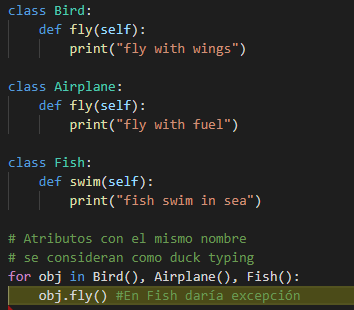 class Bird:
    def fly(self):
        print("fly with wings")

class Airplane:
    def fly(self):
        print("fly with fuel")

class Fish:
    def swim(self):
        print("fish swim in sea")

# Atributos con el mismo nombre
# se consideran como duck typing
for obj in Bird(), Airplane(), Fish():
    obj.fly() #En Fish daría excepción